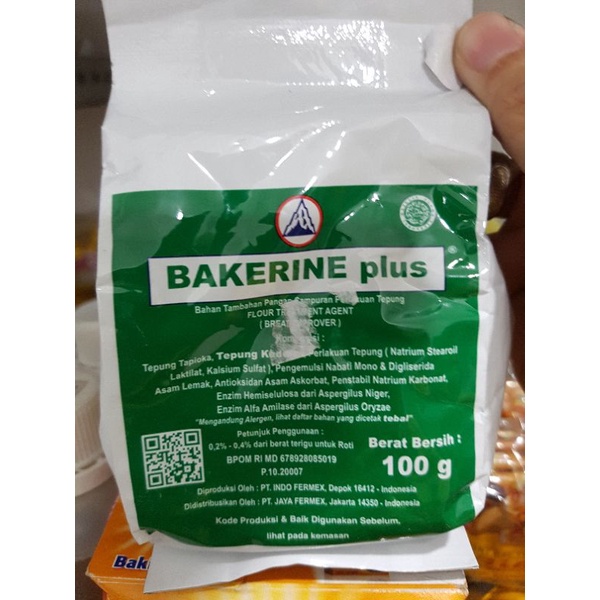 BAKERINE plus
Bahan Tambahan Pangan Campuran Perlakuan Tepung
FLOUR TREATMENT AGENT
( BREAD IMPROVER )
Tepung Tapioka, Tepung Perlakuan Tepung ( Natrium Stearoil
Laktilat, Kalsium Sulfat ), Pengemulsi Nabati Mono & Digliserida
Asam Lemak, Antioksidan Asam Askorbat, Penstabil Natrium Karbonat,
Enzim Hemiselulosa dari Aspergilus Niger,
Enzim Alfa Amilase dari Aspergilus Oryzae
"Mengandung Alergen, lihat daftar bahan yang dicetak tebal"
Petunjuk Penggunaan :
0,2% - 0,4% dari berat terigu untuk Roti
BPOM RI MD 678928085019
P.10.20007
Berat Bersih :
100 g
Diproduksi Oleh : PT. INDO FERMEX, Depok 16412 - Indonesia
Didistribusikan Oleh : PT. JAYA FERMEX, Jakarta 14350 - Indonesia
Kode Produksi & Baik Digunakan Sebelum,
lihat pada kemasan
Bak